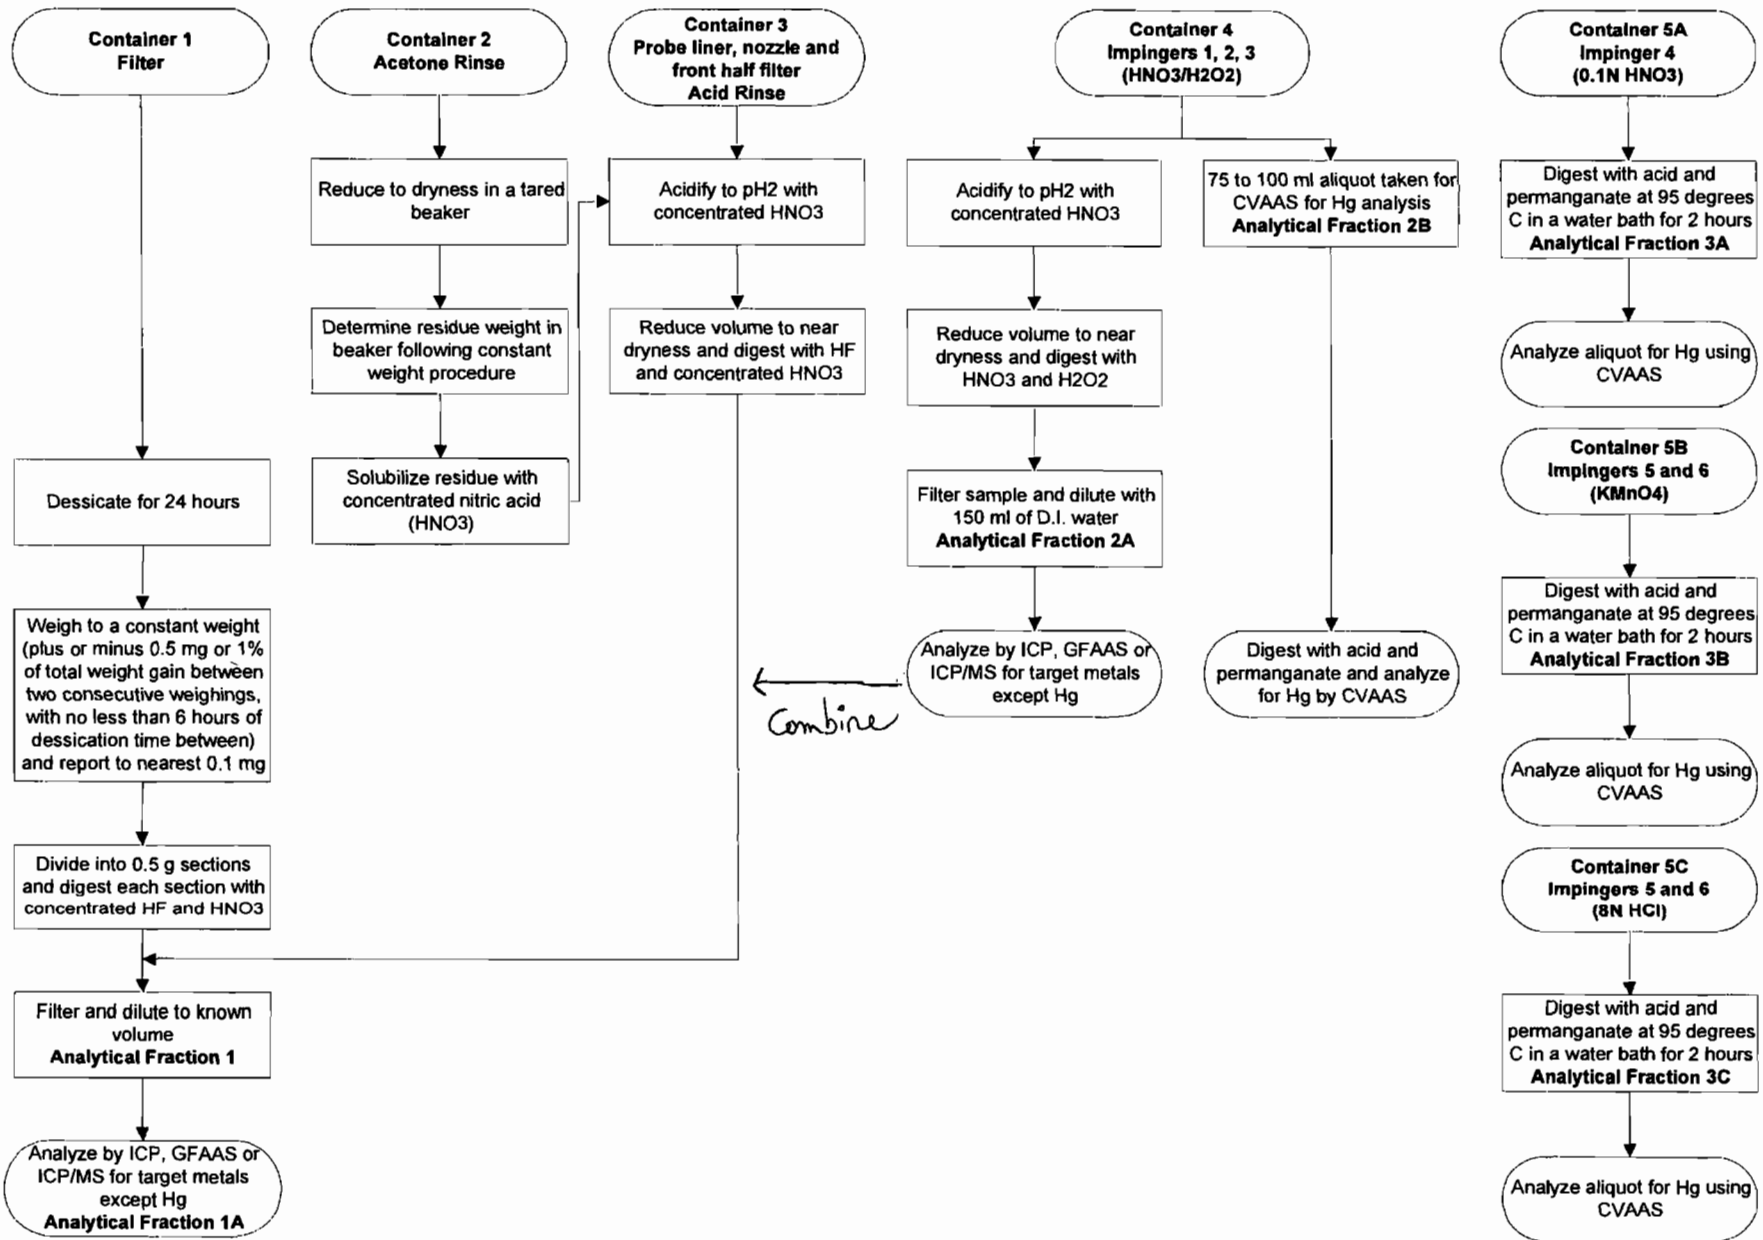 Container 1
Filter
Dessicate for 24 hours
Weigh to a constant weight
(plus or minus 0.5 mg or 1%
of total weight gain between
two consecutive weighings,
with no less than 6 hours of
dessication time between)
and report to nearest 0.1 mg
Divide into 0.5 g sections
and digest each section with
concentrated HF and HNO3
Filter and dilute to known
volume
Analytical Fraction 1
Analyze by ICP, GFAAS or
ICP/MS for target metals
except Hg
Analytical Fraction 1A
Container 2
Acetone Rinse
Reduce to dryness in a tared
beaker
Determine residue weight in
beaker following constant
weight procedure
Solubilize residue with
concentrated nitric acid
(HNO3)
Container 3
Probe liner, nozzle and
front half filter
Acid Rinse
Acidify to pH2 with
concentrated HNO3
Reduce volume to near
dryness and digest with HF
and concentrated HNO3
Combine
Container 4
Impingers 1, 2, 3
(HNO3/H2O2)
Acidify to pH2 with
concentrated HNO3
Reduce volume to near
dryness and digest with
HNO3 and H2O2
Filter sample and dilute with
150 ml of D.I. water
Analytical Fraction 2A
Analyze by ICP, GFAAS or
ICP/MS for target metals
except Hg
75 to 100 ml aliquot taken for
CVAAS for Hg analysis
Analytical Fraction 2B
Digest with acid and
permanganate and analyze
for Hg by CVAAS
Container 5A
Impinger 4
(0.1N HNO3)
Digest with acid and
permanganate at 95 degrees
C in a water bath for 2 hours
Analytical Fraction 3A
Analyze aliquot for Hg using
CVAAS
Container 5B
Impingers 5 and 6
(KMnO4)
Digest with acid and
permanganate at 95 degrees
C in a water bath for 2 hours
Analytical Fraction 3B
Analyze aliquot for Hg using
CVAAS
Container 5C
Impingers 5 and 6
(8N HCl)
Digest with acid and
permanganate at 95 degrees
C in a water bath for 2 hours
Analytical Fraction 3C
Analyze aliquot for Hg using
CVAAS